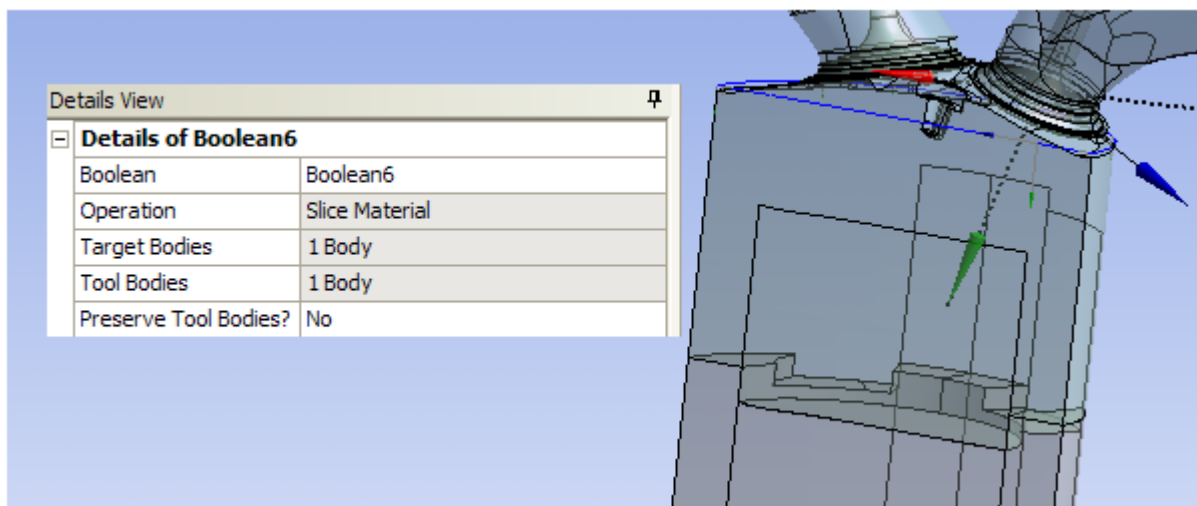 Details View
Details of Boolean6
Boolean Boolean6
Operation Slice Material
Target Bodies 1 Body
Tool Bodies 1 Body
Preserve Tool Bodies? No